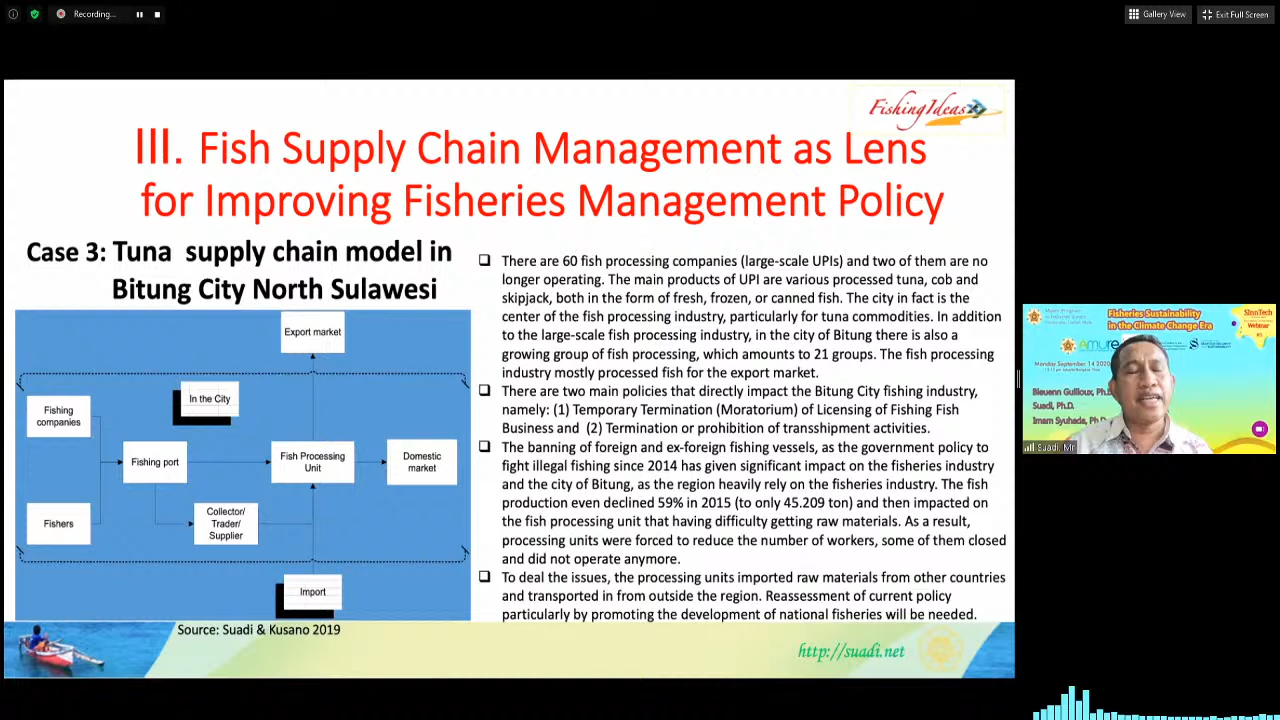 Recording...
Gallery View
Exit Full Screen
FishingIdeas
III. Fish Supply Chain Management as Lens
for Improving Fisheries Management Policy
Case 3: Tuna supply chain model in
Bitung City North Sulawesi
Export market
In the City
Fishing
companies
Fishing port
Fish Processing
Unit
Domestic
market
Fishers
Collector/
Trader/
Supplier
Import
Source: Suadi & Kusano 2019
There are 60 fish processing companies (large-scale UPIs) and two of them are no
longer operating. The main products of UPI are various processed tuna, cob and
skipjack, both in the form of fresh, frozen, or canned fish. The city in fact is the
center of the fish processing industry, particularly for tuna commodities. In addition
to the large-scale fish processing industry, in the city of Bitung there is also a
growing group of fish processing, which amounts to 21 groups. The fish processing
industry mostly processed fish for the export market.
There are two main policies that directly impact the Bitung City fishing industry,
namely: (1) Temporary Termination (Moratorium) of Licensing of Fishing Fish
Business and (2) Termination or prohibition of transshipment activities.
The banning of foreign and ex-foreign fishing vessels, as the government policy to
fight illegal fishing since 2014 has given significant impact on the fisheries industry
and the city of Bitung, as the region heavily rely on the fisheries industry. The fish
production even declined 59% in 2015 (to only 45.209 ton) and then impacted on
the fish processing unit that having difficulty getting raw materials. As a result,
processing units were forced to reduce the number of workers, some of them closed
and did not operate anymore.
To deal the issues, the processing units imported raw materials from other countries
and transported in from outside the region. Reassessment of current policy
particularly by promoting the development of national fisheries will be needed.
http://suadi.net
Fisheries Sustainability
in the Climate Change Era
SInnTech
Webinar
amure
Monday September 14 2020
Bleuenn Guilloux, Ph.D.
Suadi, Ph.D.
Imam Syuhada, Ph.D
Suadi, Mr